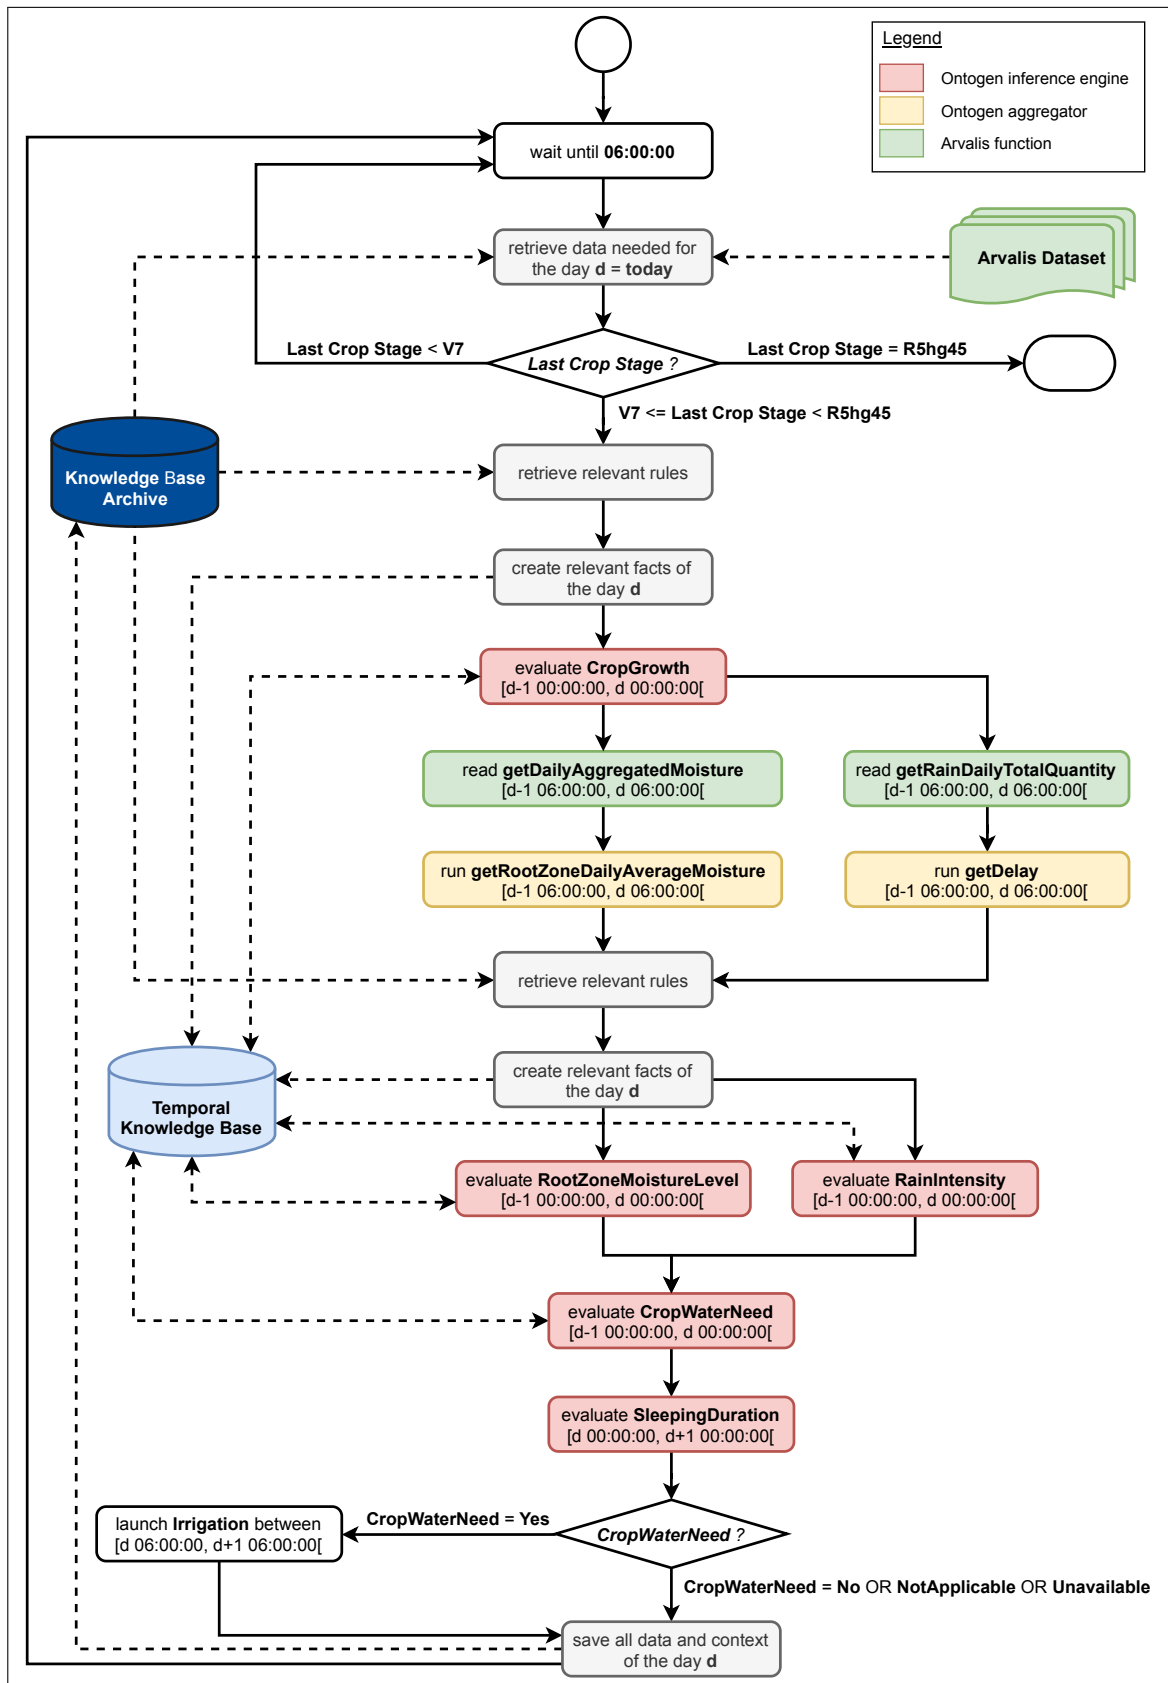 Legend
Ontogen inference engine
Ontogen aggregator
Arvalis function
wait until 06:00:00
retrieve data needed for
the day d = today
Arvalis Dataset
Last Crop Stage < V7
Last Crop Stage ?
Last Crop Stage = R5hg45
V7 <= Last Crop Stage < R5hg45
Knowledge Base
Archive
retrieve relevant rules
create relevant facts of
the day d
evaluate CropGrowth
[d-1 00:00:00, d 00:00:00[
read getDailyAggregatedMoisture
[d-1 06:00:00, d 06:00:00[
read getRainDailyTotalQuantity
[d-1 06:00:00, d 06:00:00[
run getRootZoneDailyAverageMoisture
[d-1 06:00:00, d 06:00:00[
run getDelay
[d-1 06:00:00, d 06:00:00[
retrieve relevant rules
create relevant facts of
the day d
Temporal
Knowledge Base
evaluate RootZoneMoistureLevel
[d-1 00:00:00, d 00:00:00[
evaluate RainIntensity
[d-1 00:00:00, d 00:00:00[
evaluate CropWaterNeed
[d-1 00:00:00, d 00:00:00[
evaluate SleepingDuration
[d 00:00:00, d+1 00:00:00[
launch Irrigation between
[d 06:00:00, d+1 06:00:00[
CropWaterNeed = Yes
CropWaterNeed ?
CropWaterNeed = No OR NotApplicable OR Unavailable
save all data and context
of the day d